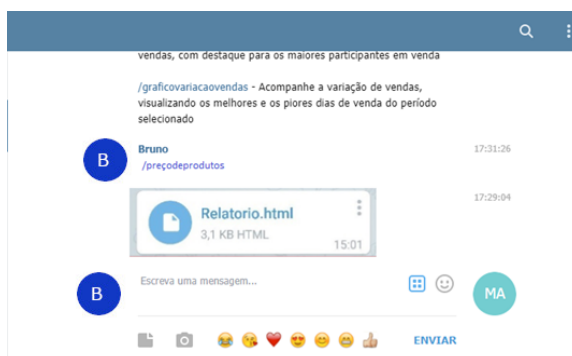 vendas, com destaque para os maiores participantes em venda
/graficovariacaovendas - Acompanhe a variação de vendas,
visualizando os melhores e os piores dias de venda do período
selecionado
B
Bruno
17:31:26
/preçodeprodutos
17:29:04
Relatorio.html
3,1 KB HTML
15:01
B
Escreva uma mensagem...
MA
ENVIAR